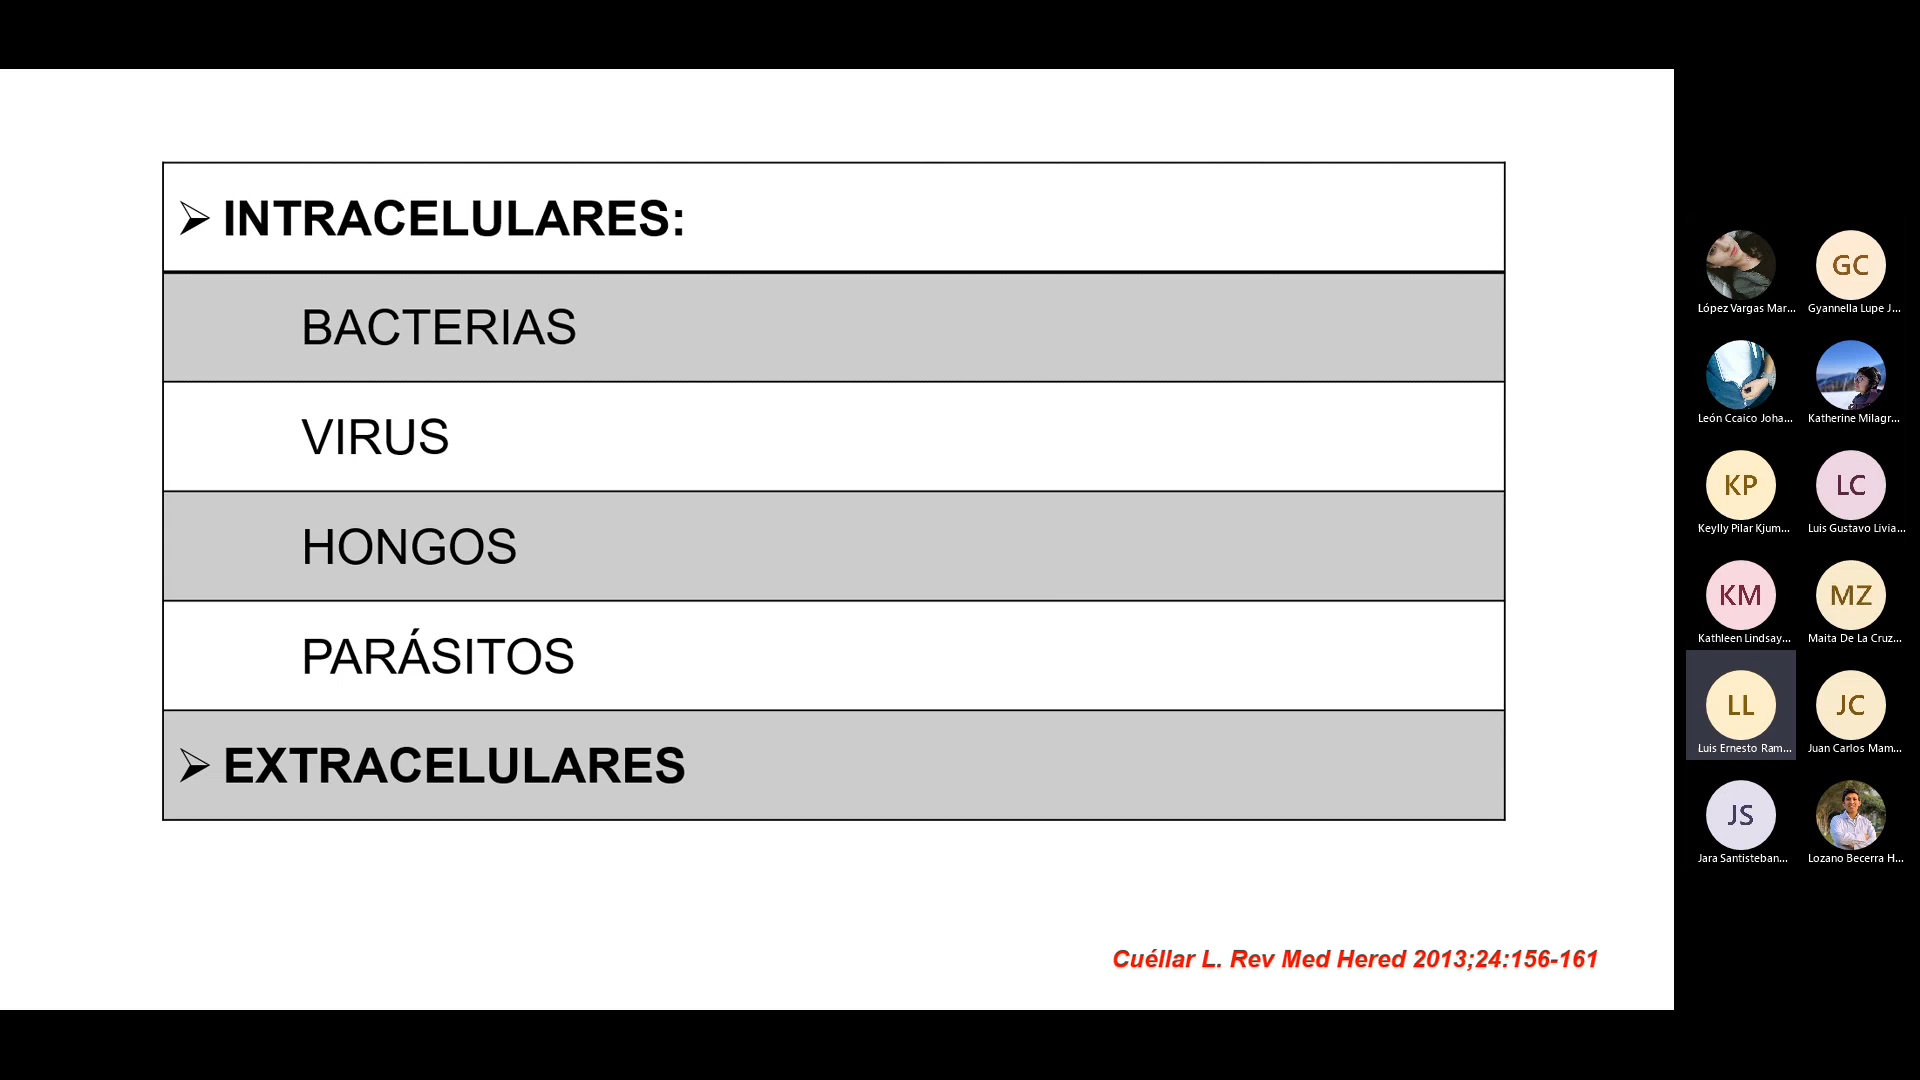 ➢ INTRACELULARES:
BACTERIAS
VIRUS
HONGOS
PARÁSITOS
➢ EXTRACELULARES
Cuéllar L. Rev Med Hered 2013;24:156-161
López Vargas Mar...
GC
Gyannella Lupe J...
León Ccaico Joha...
Katherine Milagr...
KP
Keylly Pilar Kjum...
LC
Luis Gustavo Livia...
KM
Kathleen Lindsay...
MZ
Maita De La Cruz...
LL
Luis Ernesto Ram...
JC
Juan Carlos Mam...
JS
Jara Santisteban...
Lozano Becerra H...